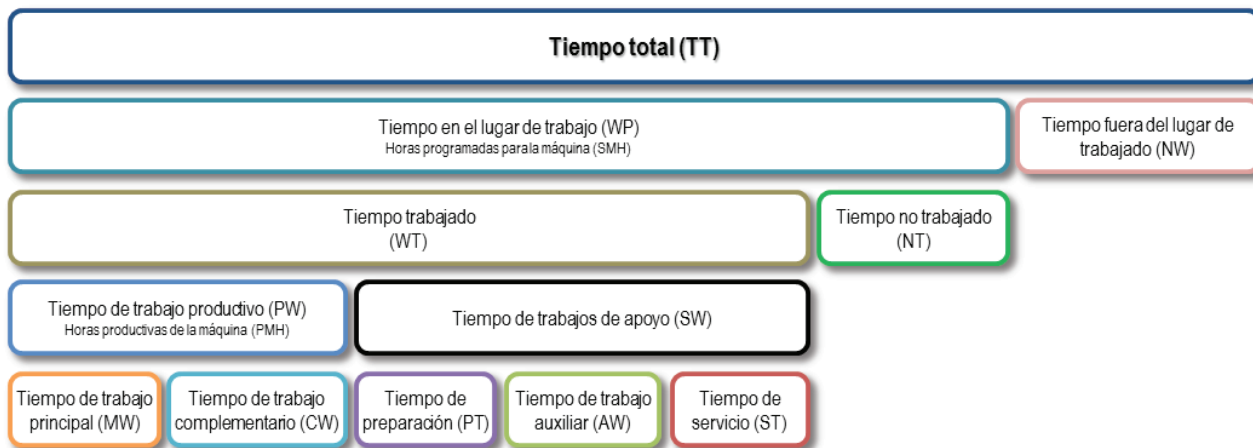 Tiempo total (TT)
Tiempo en el lugar de trabajo (WP)
Horas programadas para la máquina (SMH)
Tiempo fuera del lugar de
trabajado (NW)
Tiempo trabajado
(WT)
Tiempo no trabajado
(NT)
Tiempo de trabajo productivo (PW)
Horas productivas de la máquina (PMH)
Tiempo de trabajos de apoyo (SW)
Tiempo de trabajo
principal (MW)
Tiempo de trabajo
complementario (CW)
Tiempo de
preparación (PT)
Tiempo de trabajo
auxiliar (AW)
Tiempo de
servicio (ST)